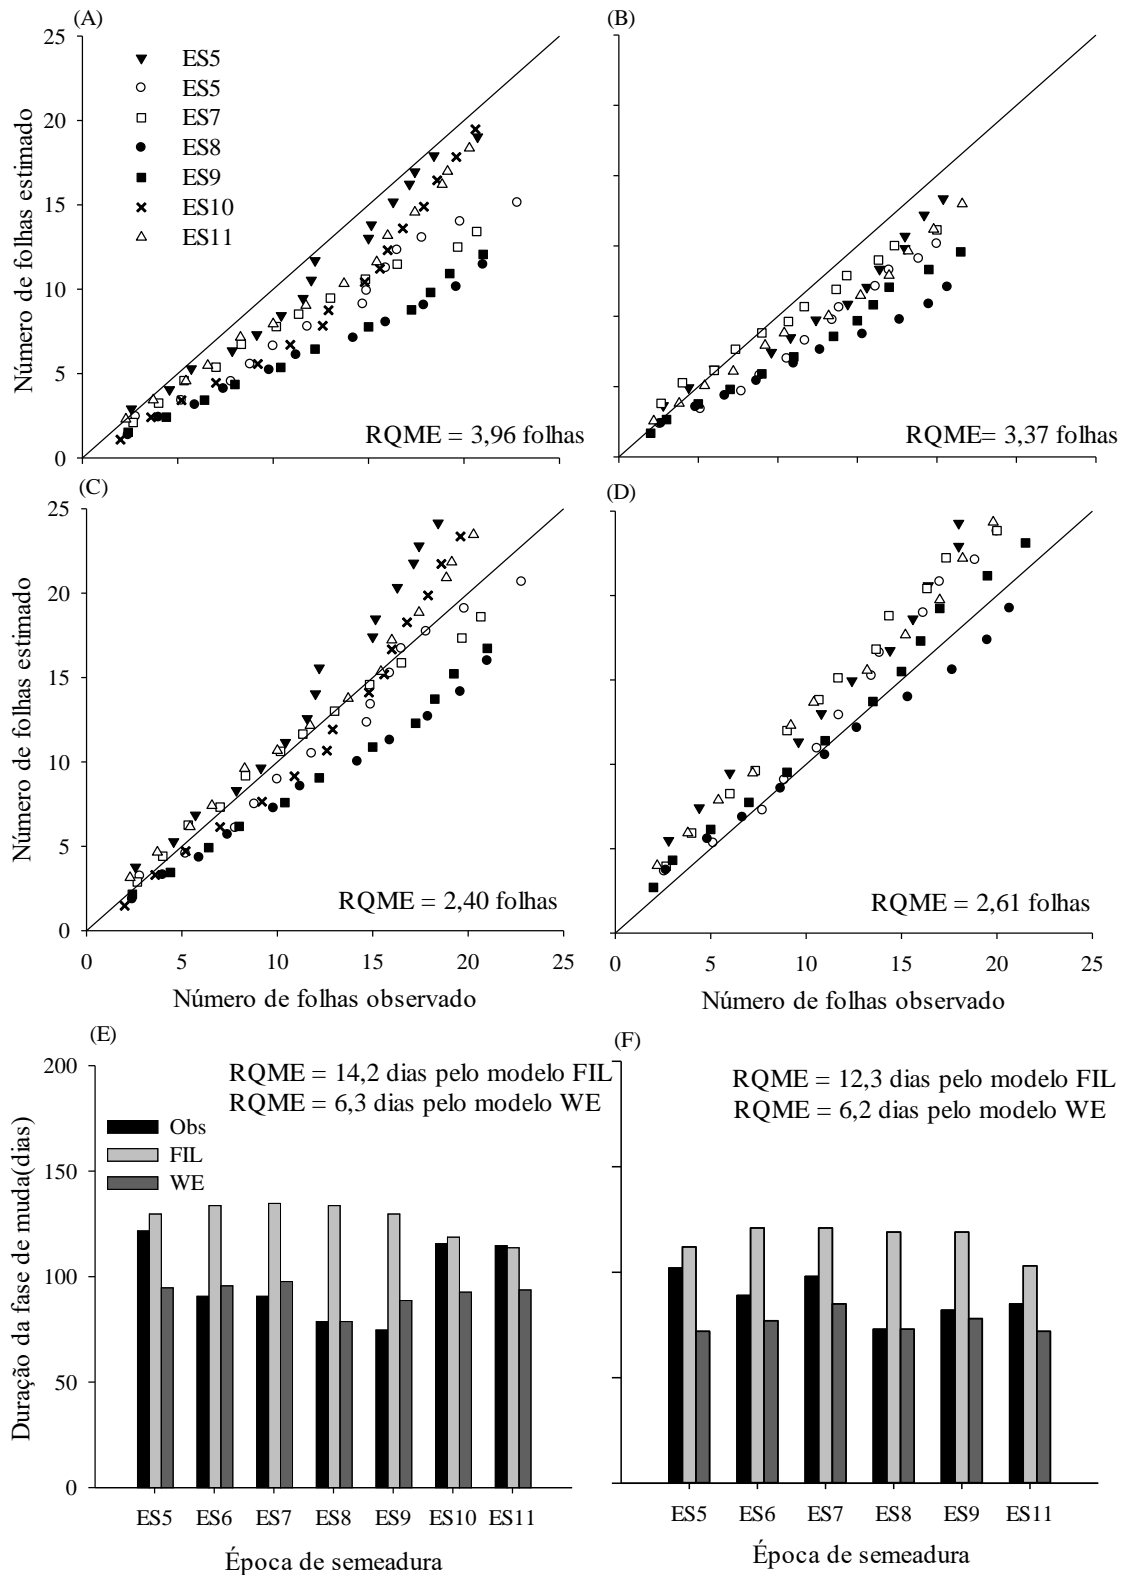 (A)
25
20
15
10
5
0
Número de folhas estimado
ES5
ES5
ES7
ES8
ES9
ES10
ES11
RQME = 3,96 folhas
(B)
RQME= 3,37 folhas
(C)
25
20
15
10
5
0
Número de folhas estimado
RQME = 2,40 folhas
0 5 10 15 20 25
Número de folhas observado
(D)
RQME = 2,61 folhas
0 5 10 15 20 25
Número de folhas observado
(E)
200
150
100
50
0
Duração da fase de muda(dias)
RQME = 14,2 dias pelo modelo FIL
RQME = 6,3 dias pelo modelo WE
Obs
FIL
WE
ES5 ES6 ES7 ES8 ES9 ES10 ES11
Época de semeadura
(F)
RQME = 12,3 dias pelo modelo FIL
RQME = 6,2 dias pelo modelo WE
ES5 ES6 ES7 ES8 ES9 ES11
Época de semeadura